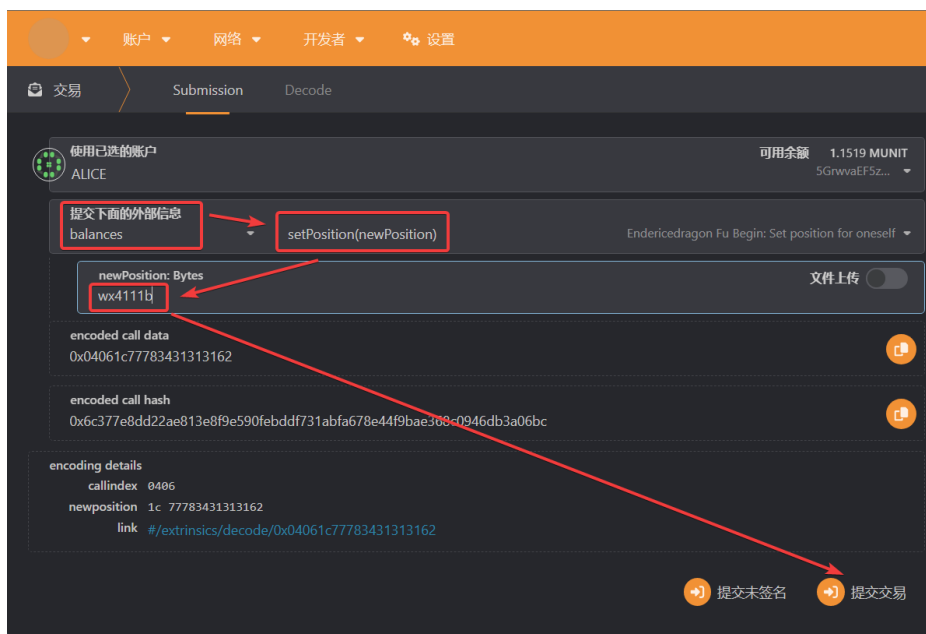 账户 网络 开发者 设置
交易 Submission Decode
使用已选的账户 可用余额 1.1519 MUNIT
ALICE 5GrwvaEF5z...
提交下面的外部信息
balances setPosition(newPosition) Endericedragon Fu Begin: Set position for oneself
newPosition: Bytes 文件上传
wx4111b
encoded call data
0x04061c77783431313162
encoded call hash
0x6c377e8dd22ae813e8f9e590febddf731abfa678e44f9bae368c0946db3a06bc
encoding details
callindex 0406
newposition 1c 77783431313162
link #/extrinsics/decode/0x04061c77783431313162
提交未签名 提交交易